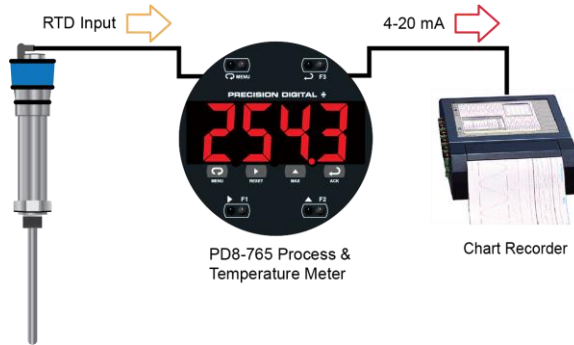 RTD Input
4-20 mA
MENU
F3
PRECISION DIGITAL +
254.3
MENU
RESET
MAX
ACK
F1
F2
PD8-765 Process &
Temperature Meter
Chart Recorder